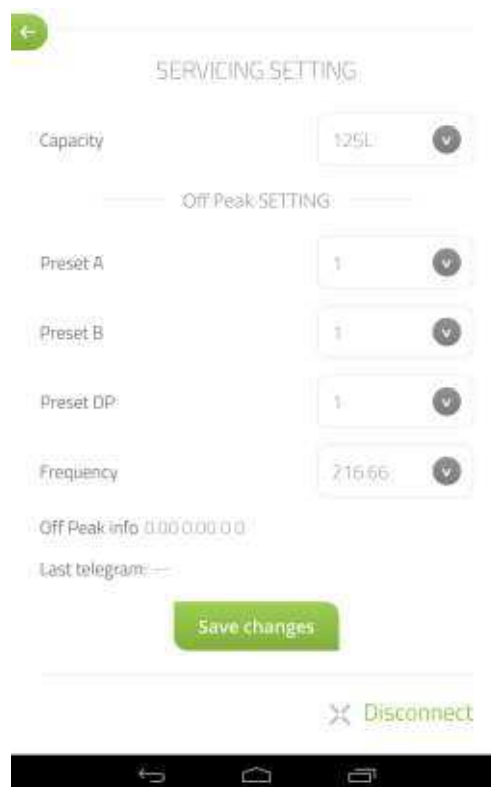 SERVICING SETTING
Capacity 125L
Off Peak SETTING
Preset A 1
Preset B 1
Preset DP 1
Frequency 216.66
Off Peak info 0.00 0.00 0 0
Last telegram: ---
Save changes
Disconnect